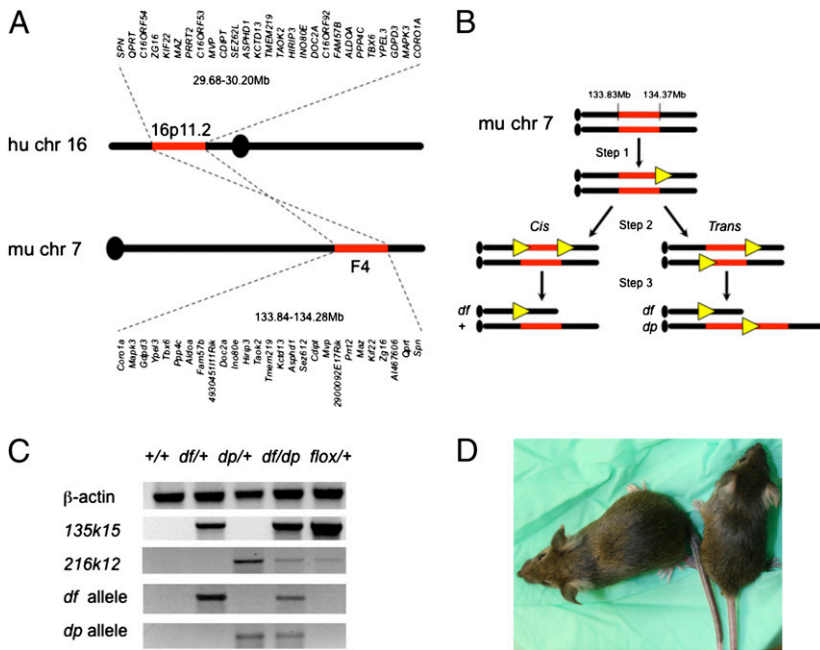 A
SPN
QPRT
C16ORF54
ZG16
KIF22
MAZ
PRRT2
C16ORF53
MVP
CDIPT
SEZ62L
ASPHD1
KCTD13
TMEM219
TAOK2
HIRIP3
INO80E
DOC2A
C16ORF92
FAM57B
ALDOA
PPP4C
TBX6
YPEL3
GDPD3
MAPK3
CORO1A
29.68-30.20Mb
16p11.2
hu chr 16
mu chr 7
F4
133.84-134.28Mb
Coro1a
Mapk3
Gdpd3
Ypel3
Tbx6
Ppp4c
Aldoa
Fam57b
4930451I11Rik
Doc2a
Ino80e
Hirip3
Taok2
Tmem219
Kctd13
Asphd1
Sez612
Cdipt
Mvp
2900092E17Rik
Prrt2
Maz
Kif22
Zg16
AI467606
Qprt
Spn
B
133.83Mb 134.37Mb
mu chr 7
Step 1
Cis Step 2 Trans
Step 3
df df
+ dp
C
+/+ df/+ dp/+ df/dp flox/+
β-actin
135k15
216k12
df allele
dp allele
D